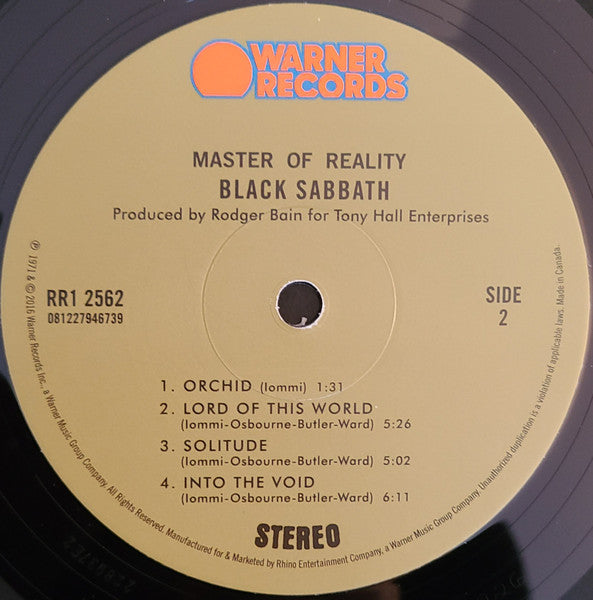 WARNER
RECORDS
MASTER OF REALITY
BLACK SABBATH
Produced by Rodger Bain for Tony Hall Enterprises
RR1 2562
081227946739
SIDE
2
1. ORCHID (Iommi) 1:31
2. LORD OF THIS WORLD
(Iommi-Osbourne-Butler-Ward) 5:26
3. SOLITUDE
(Iommi-Osbourne-Butler-Ward) 5:02
4. INTO THE VOID
(Iommi-Osbourne-Butler-Ward) 6:11
STEREO
℗ 1971 & © 2016 Warner Records Inc., a Warner Music Group Company. All Rights Reserved. Manufactured for & Marketed by Rhino Entertainment Company, a Warner Music Group Company. Unauthorized duplication is a violation of applicable laws. Made in Canada.